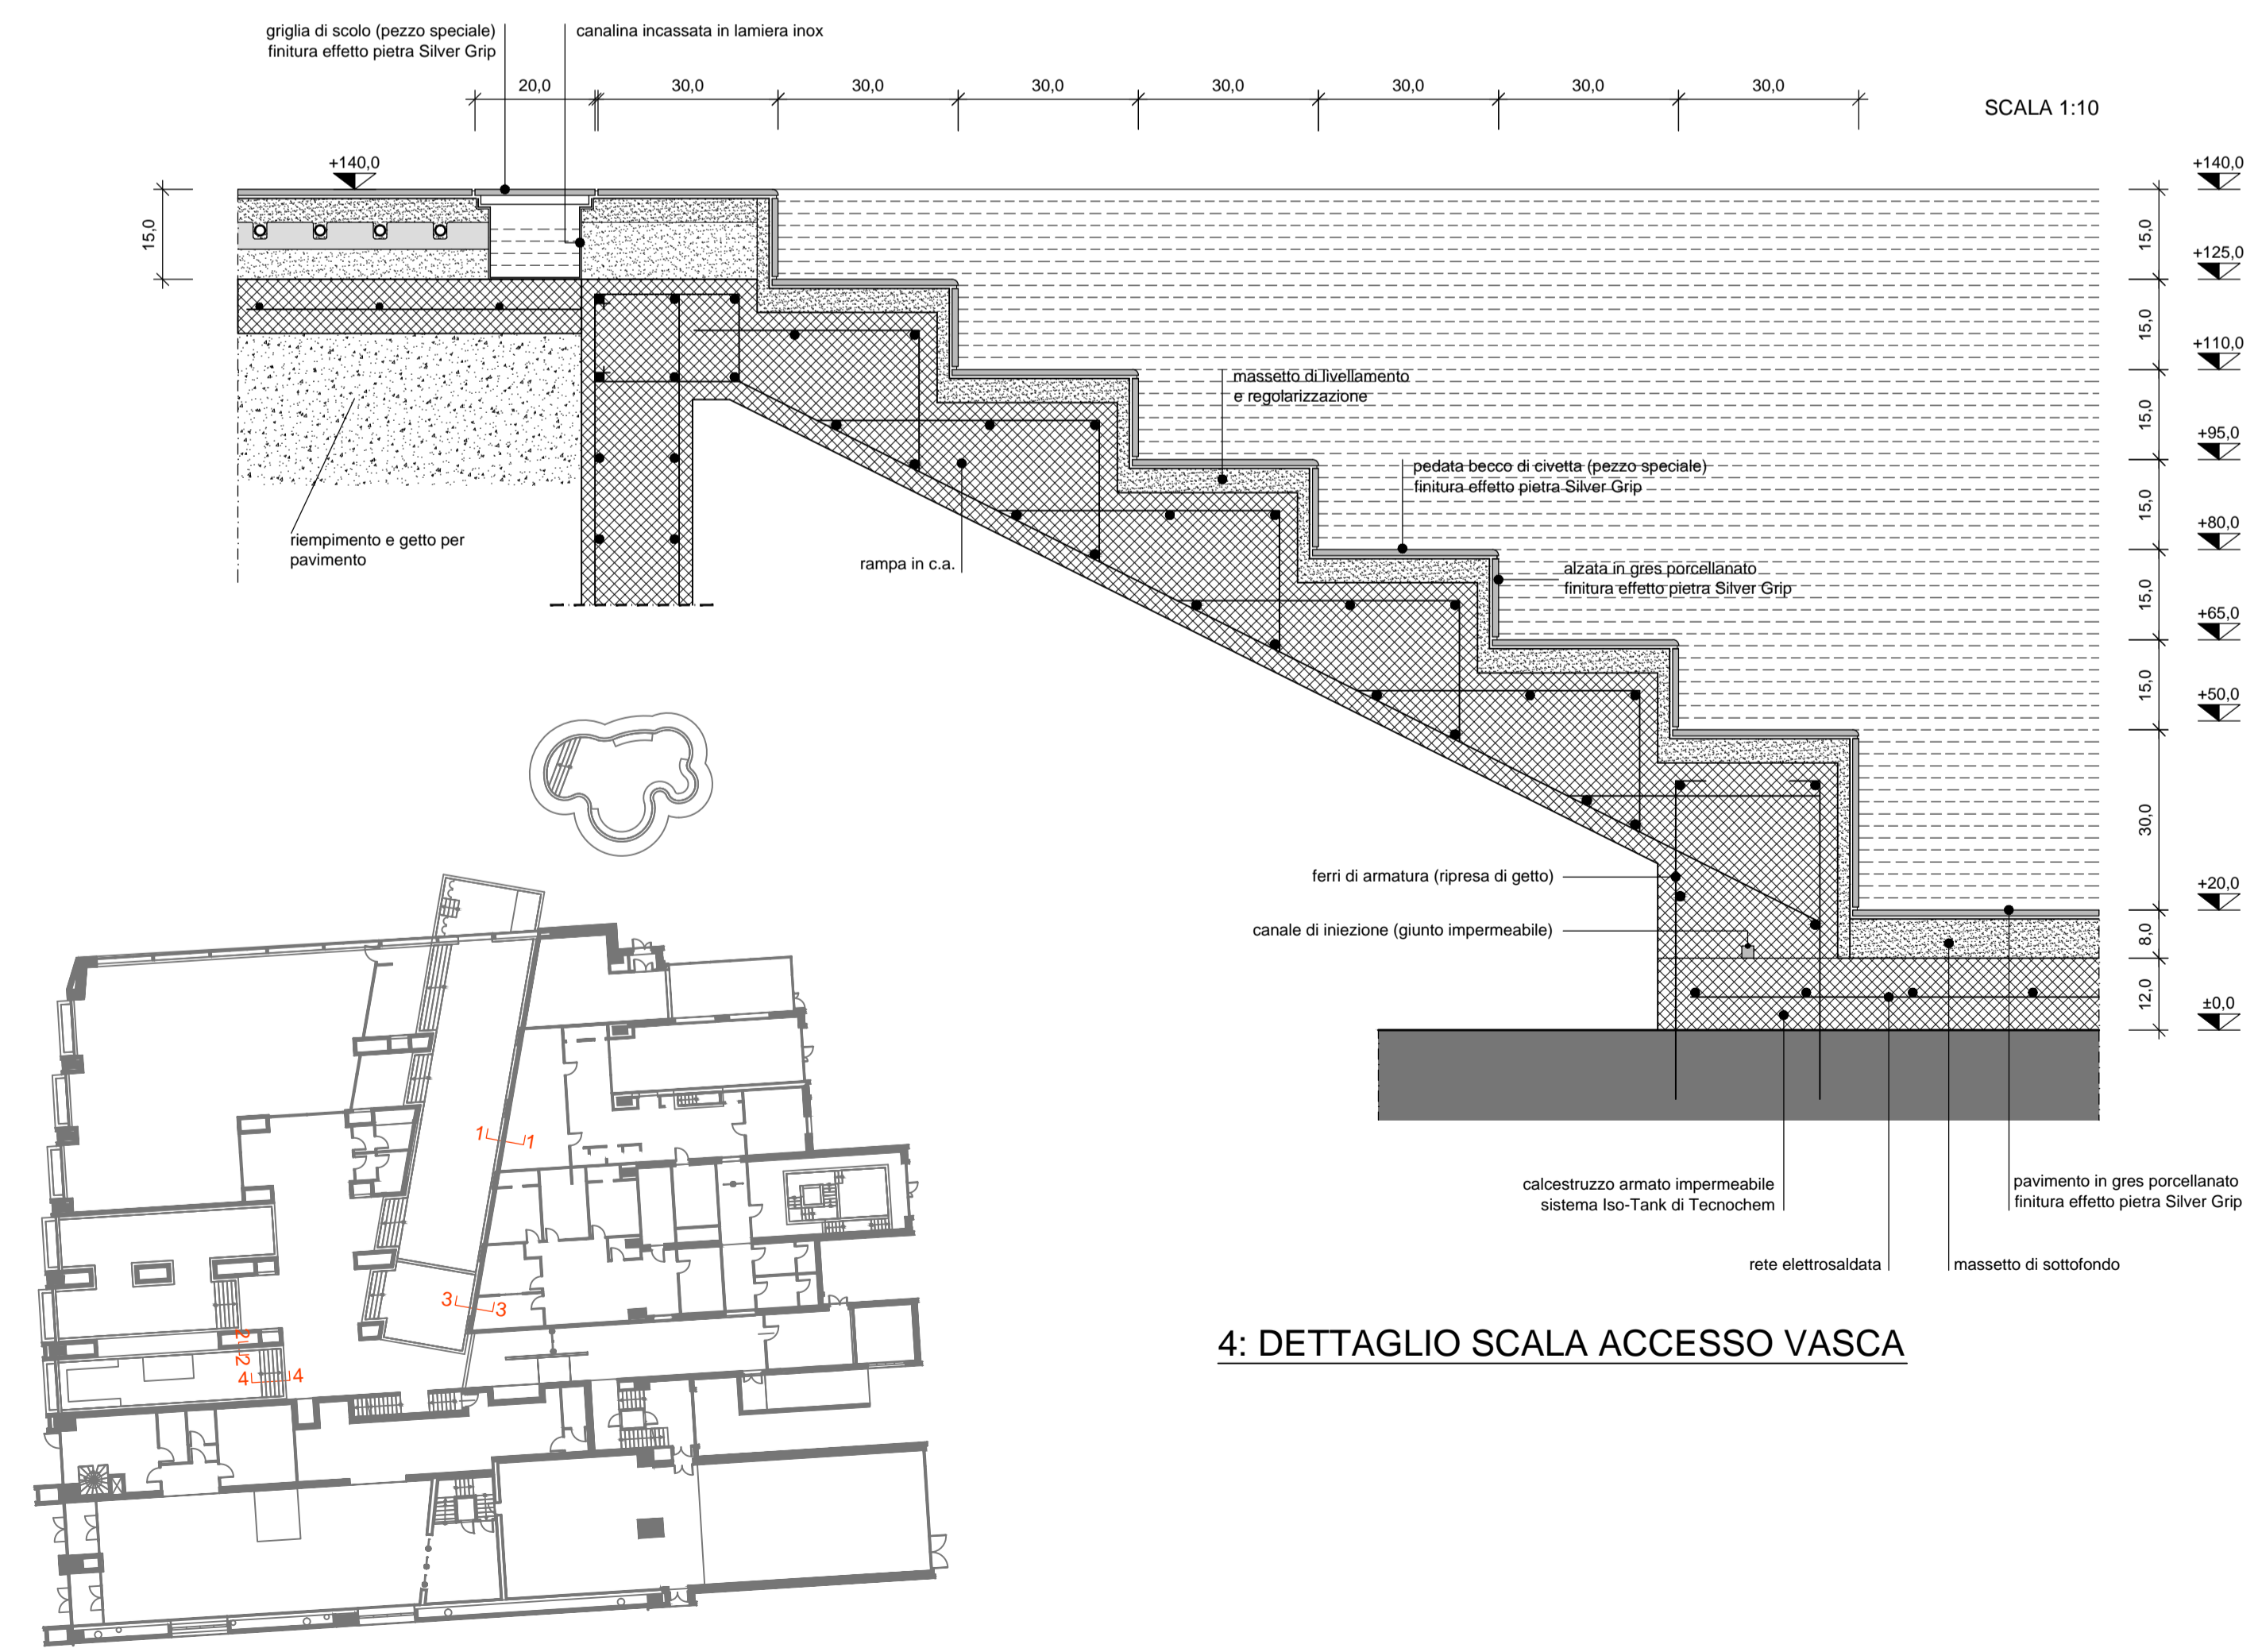 griglia di scolo (pezzo speciale)
finitura effetto pietra Silver Grip
canalina incassata in lamiera inox
20,0
30,0
30,0
30,0
30,0
30,0
30,0
30,0
SCALA 1:10
+140,0
15,0
+140,0
15,0
+125,0
15,0
+110,0
15,0
+95,0
15,0
+80,0
15,0
+65,0
15,0
+50,0
30,0
+20,0
8,0
12,0
±0,0
massetto di livellamento
e regolarizzazione
pedata becco di civetta (pezzo speciale)
finitura effetto pietra Silver Grip
riempimento e getto per
pavimento
rampa in c.a.
alzata in gres porcellanato
finitura effetto pietra Silver Grip
ferri di armatura (ripresa di getto)
canale di iniezione (giunto impermeabile)
calcestruzzo armato impermeabile
sistema Iso-Tank di Tecnochem
pavimento in gres porcellanato
finitura effetto pietra Silver Grip
rete elettrosaldata
massetto di sottofondo
1 1
3 3
2
2
4 4
4: DETTAGLIO SCALA ACCESSO VASCA